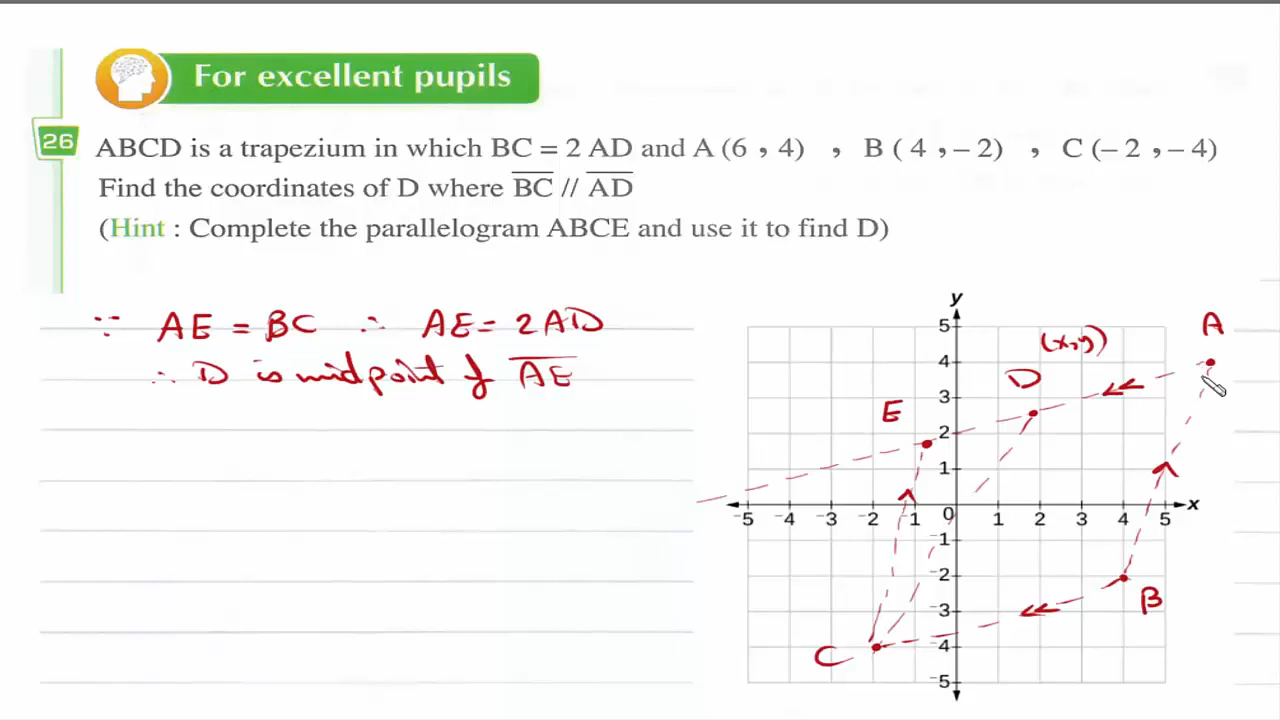 For excellent pupils
26 ABCD is a trapezium in which BC = 2 AD and A (6 , 4) , B ( 4 , – 2) , C (– 2 , – 4)
Find the coordinates of D where BC // AD
(Hint : Complete the parallelogram ABCE and use it to find D)
∵ AE = BC ∴ AE = 2AD
∴ D is midpoint of AE
y
5
4
3
2
1
0
-1
-2
-3
-4
-5
-5 -4 -3 -2 -1 1 2 3 4 5 x
A
(x,y)
D
E
B
C